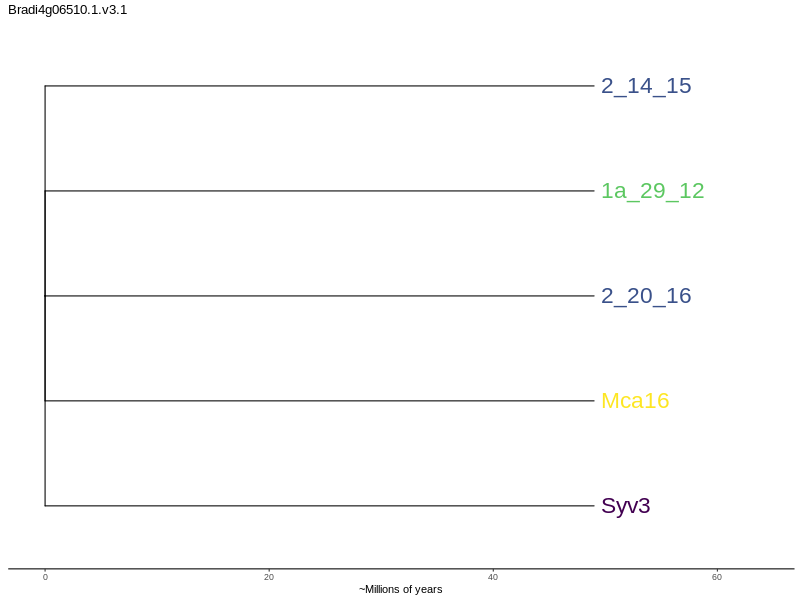 Bradi4g06510.1.v3.1
2_14_15
1a_29_12
2_20_16
Mca16
Syv3
0 20 40 60
~Millions of years